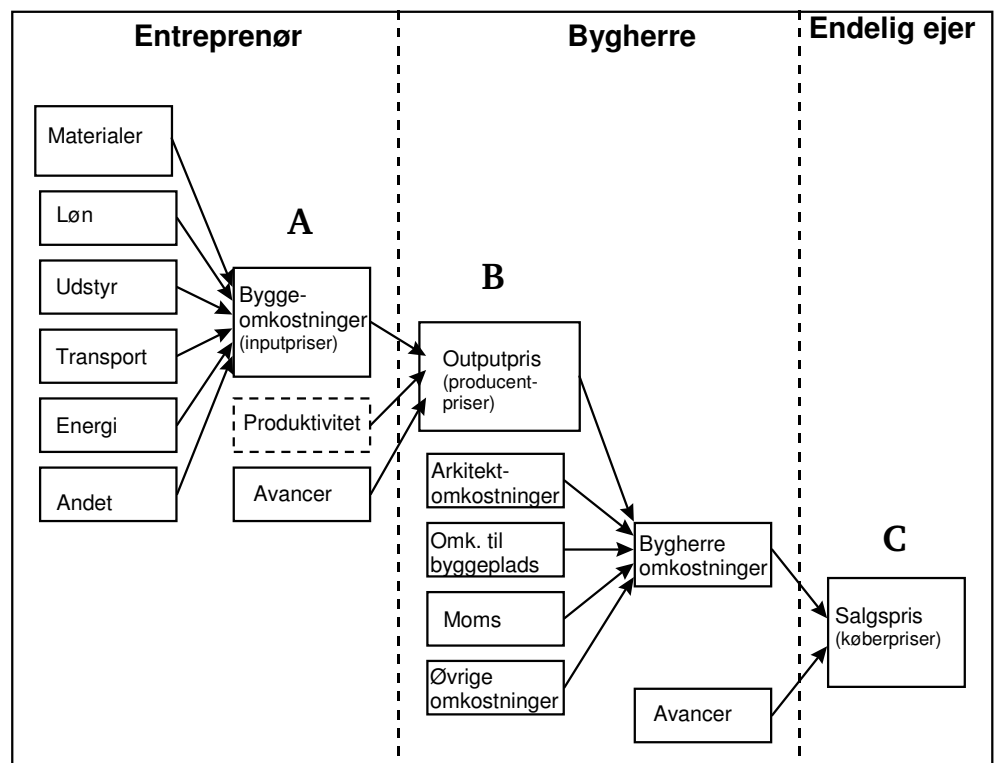 Entreprenør
Bygherre
Endelig ejer
Materialer
Løn
Udstyr
Transport
Energi
Andet
A
Bygge-
omkostninger
(inputpriser)
Produktivitet
Avancer
B
Outputpris
(producent-
priser)
Arkitekt-
omkostninger
Omk. til
byggeplads
Moms
Øvrige
omkostninger
Bygherre
omkostninger
Avancer
C
Salgspris
(køberpriser)